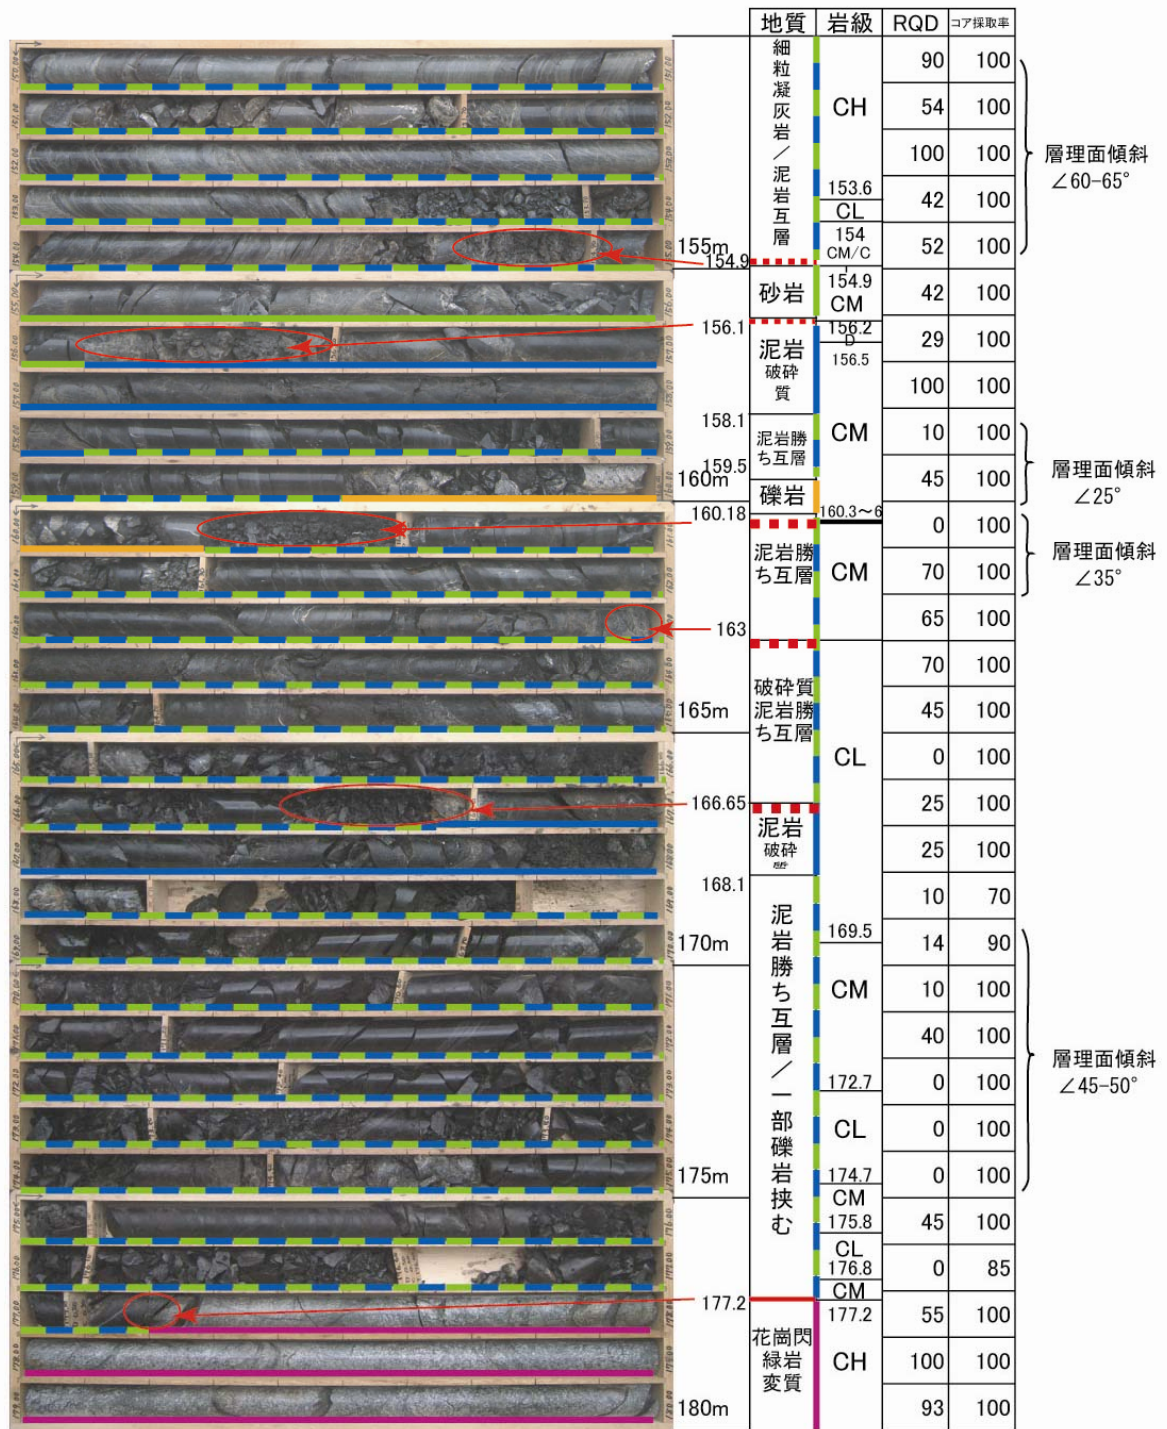 地質 岩級 RQD コア採取率
細粒凝灰岩／泥岩互層
CH
153.6
CL
154
CM/C
154.9
CM
156.2
D
156.5
CM
160.3～6
CM
CL
169.5
CM
172.7
CL
174.7
CM
175.8
CL
176.8
CM
177.2
CH
砂岩
泥岩
破砕
質
泥岩勝
ち互層
礫岩
泥岩勝
ち互層
破砕質
泥岩勝
ち互層
泥岩
破砕
泥岩勝ち互層／一部礫岩挟む
花崗閃
緑岩
変質
155m
154.9
156.1
158.1
159.5
160m
160.18
163
165m
166.65
168.1
170m
175m
177.2
180m
90 100
54 100
100 100
42 100
52 100
42 100
29 100
100 100
10 100
45 100
0 100
70 100
65 100
70 100
45 100
0 100
25 100
25 100
10 70
14 90
10 100
40 100
0 100
0 100
0 100
45 100
0 85
55 100
100 100
93 100
層理面傾斜
∠60-65°
層理面傾斜
∠25°
層理面傾斜
∠35°
層理面傾斜
∠45-50°